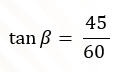 tan β = 45/60